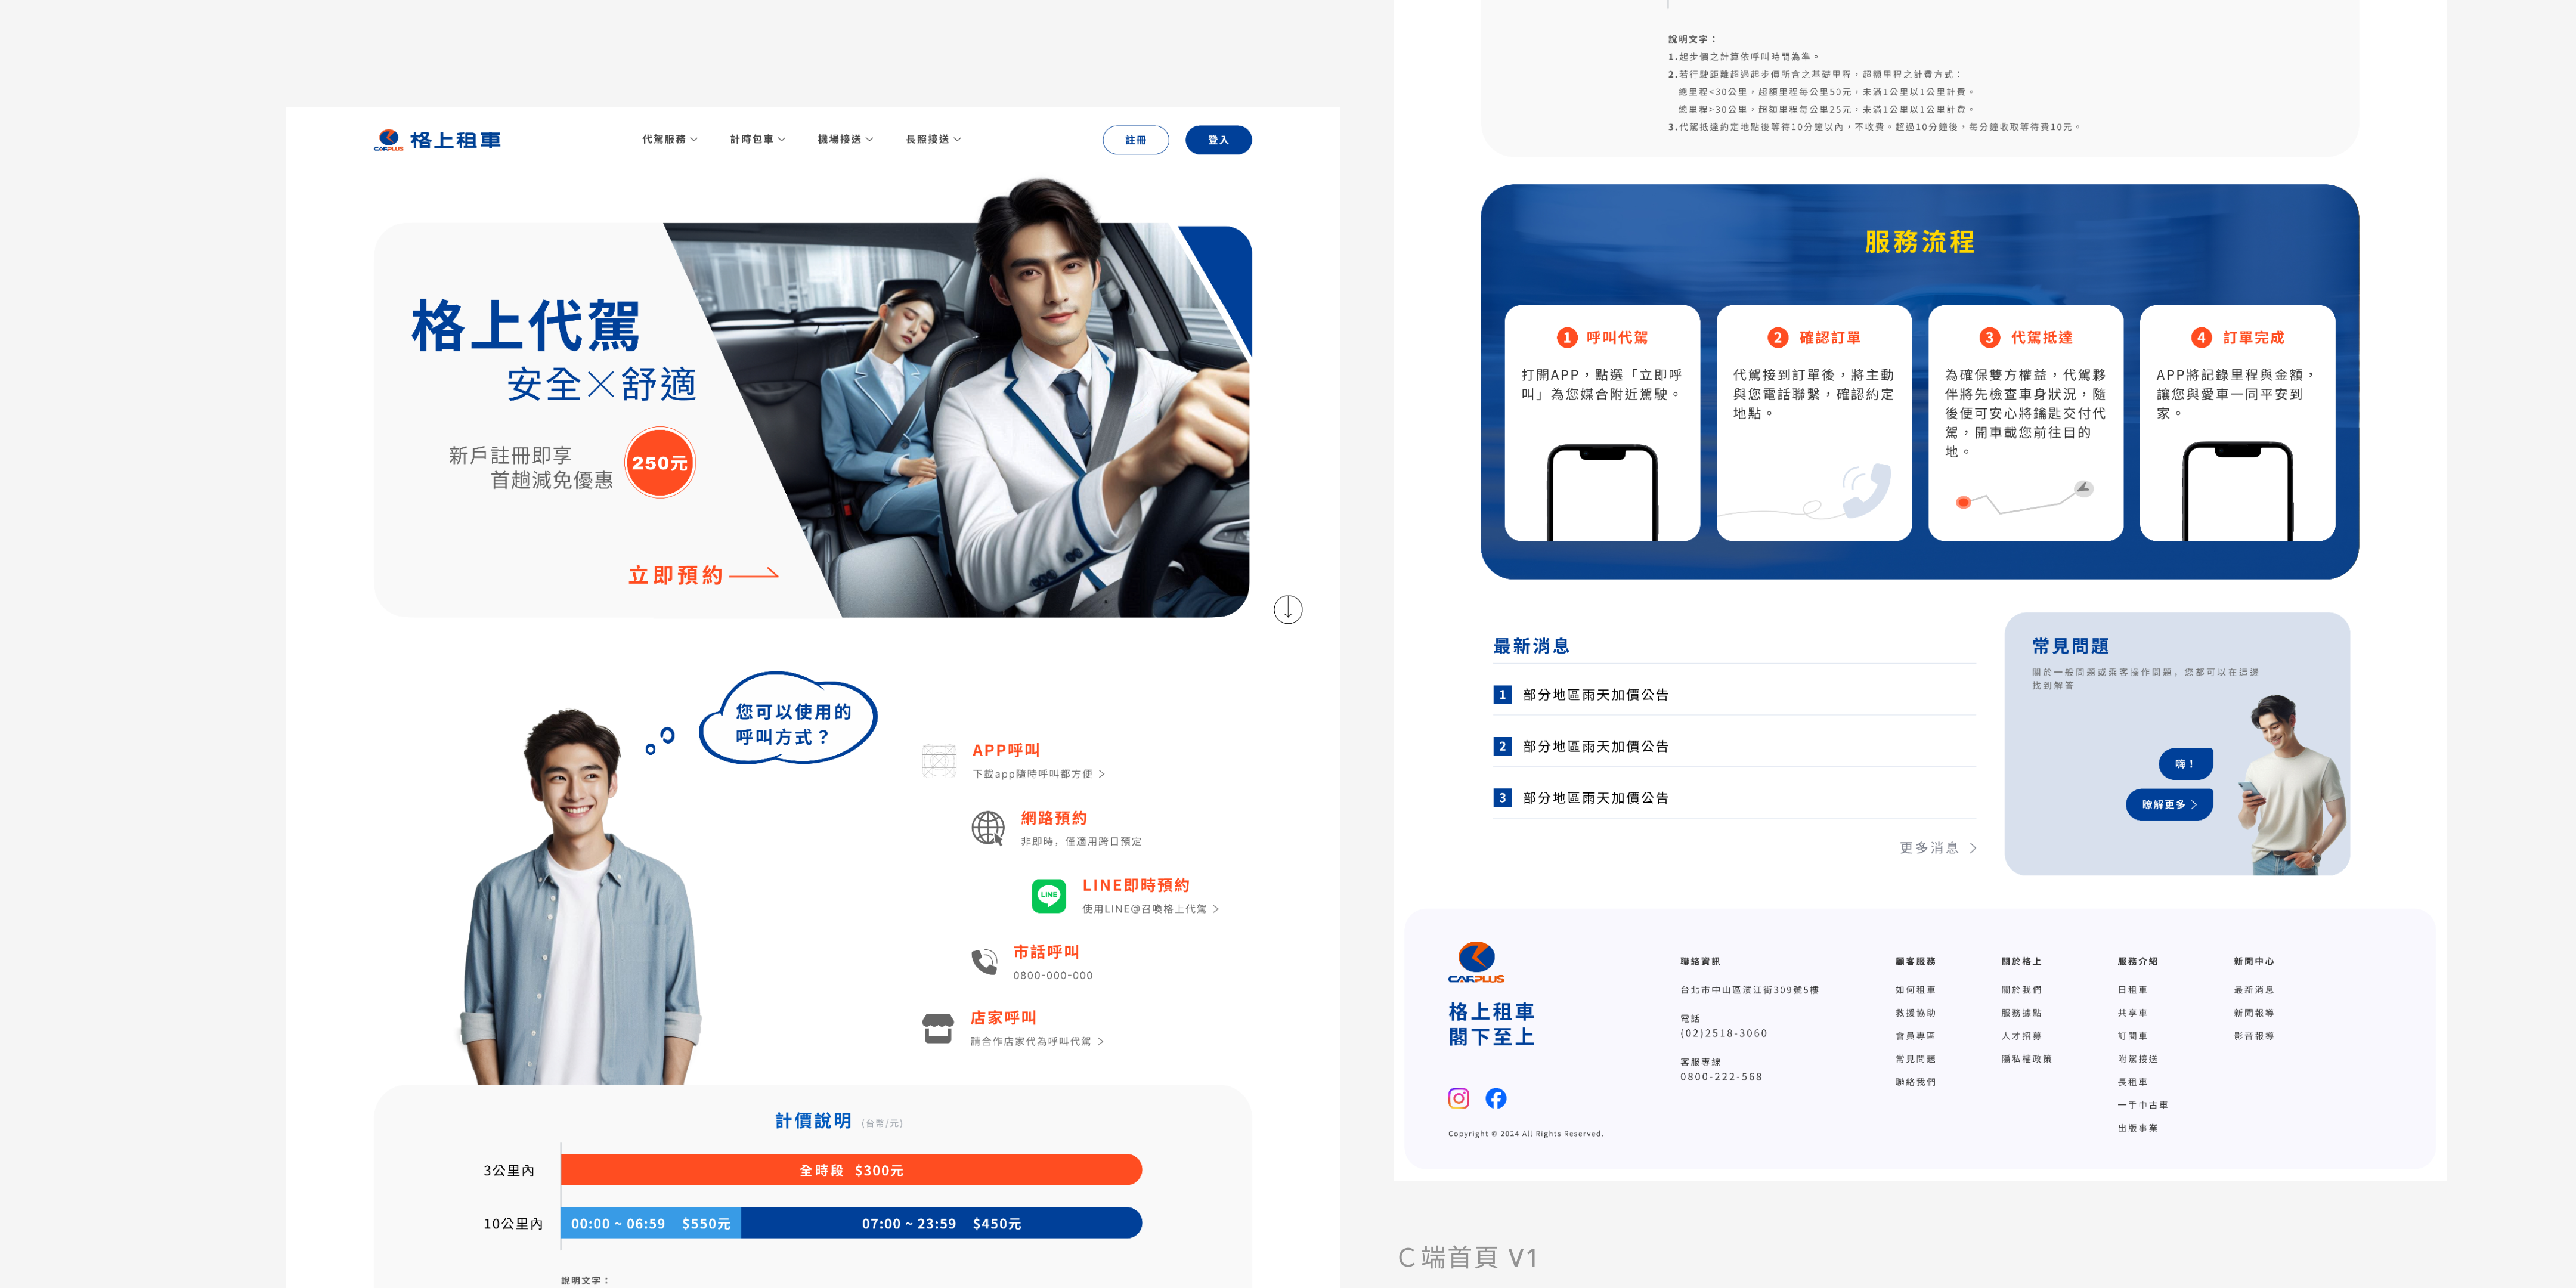 CARPLUS 格上租車
代駕服務
計時包車
機場接送
長照接送
註冊
登入
格上代駕
安全×舒適
新戶註冊即享
首趟減免優惠
250元
立即預約
您可以使用的
呼叫方式？
APP呼叫
下載app隨時呼叫都方便 >
網路預約
非即時，僅適用跨日預定
LINE
LINE即時預約
使用LINE@召喚格上代駕 >
市話呼叫
0800-000-000
店家呼叫
請合作店家代為呼叫代駕 >
計價說明 (台幣/元)
3公里內
全時段 $300元
10公里內
00:00 ~ 06:59 $550元
07:00 ~ 23:59 $450元
說明文字：
說明文字：
1.起步價之計算依呼叫時間為準。
2.若行駛距離超過起步價所含之基礎里程，超額里程之計費方式：
總里程<30公里，超額里程每公里50元，未滿1公里以1公里計費。
總里程>30公里，超額里程每公里25元，未滿1公里以1公里計費。
3.代駕抵達約定地點後等待10分鐘以內，不收費。超過10分鐘後，每分鐘收取等待費10元。
服務流程
1 呼叫代駕
打開APP，點選「立即呼
叫」為您媒合附近駕駛。
2 確認訂單
代駕接到訂單後，將主動
與您電話聯繫，確認約定
地點。
3 代駕抵達
為確保雙方權益，代駕夥
伴將先檢查車身狀況，隨
後便可安心將鑰匙交付代
駕，開車載您前往目的
地。
4 訂單完成
APP將記錄里程與金額，
讓您與愛車一同平安到
家。
最新消息
1 部分地區雨天加價公告
2 部分地區雨天加價公告
3 部分地區雨天加價公告
更多消息 >
常見問題
關於一般問題或乘客操作問題，您都可以在這邊
找到解答
嗨！
瞭解更多 >
CARPLUS
格上租車
閣下至上
Copyright © 2024 All Rights Reserved.
聯絡資訊
台北市中山區濱江街309號5樓
電話
(02)2518-3060
客服專線
0800-222-568
顧客服務
如何租車
救援協助
會員專區
常見問題
聯絡我們
關於格上
關於我們
服務據點
人才招募
隱私權政策
服務介紹
日租車
共享車
訂閱車
附駕接送
長租車
一手中古車
出版事業
新聞中心
最新消息
新聞報導
影音報導
C端首頁 V1